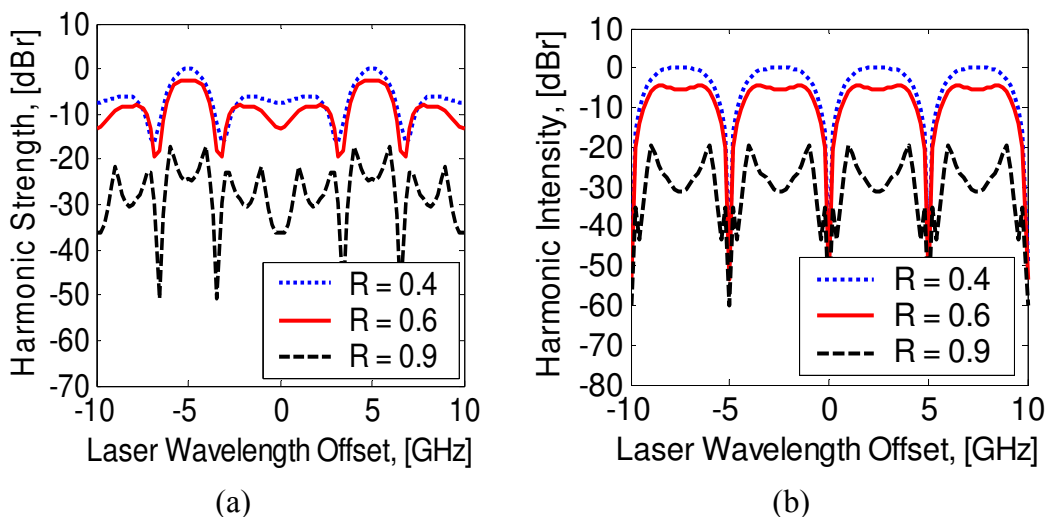 10
0
-10
-20
-30
-40
-50
-60
-70
Harmonic Strength, [dBr]
R = 0.4
R = 0.6
R = 0.9
-10 -5 0 5 10
Laser Wavelength Offset, [GHz]
(a)
10
0
-10
-20
-30
-40
-50
-60
-70
-80
Harmonic Intensity, [dBr]
R = 0.4
R = 0.6
R = 0.9
-10 -5 0 5 10
Laser Wavelength Offset, [GHz]
(b)